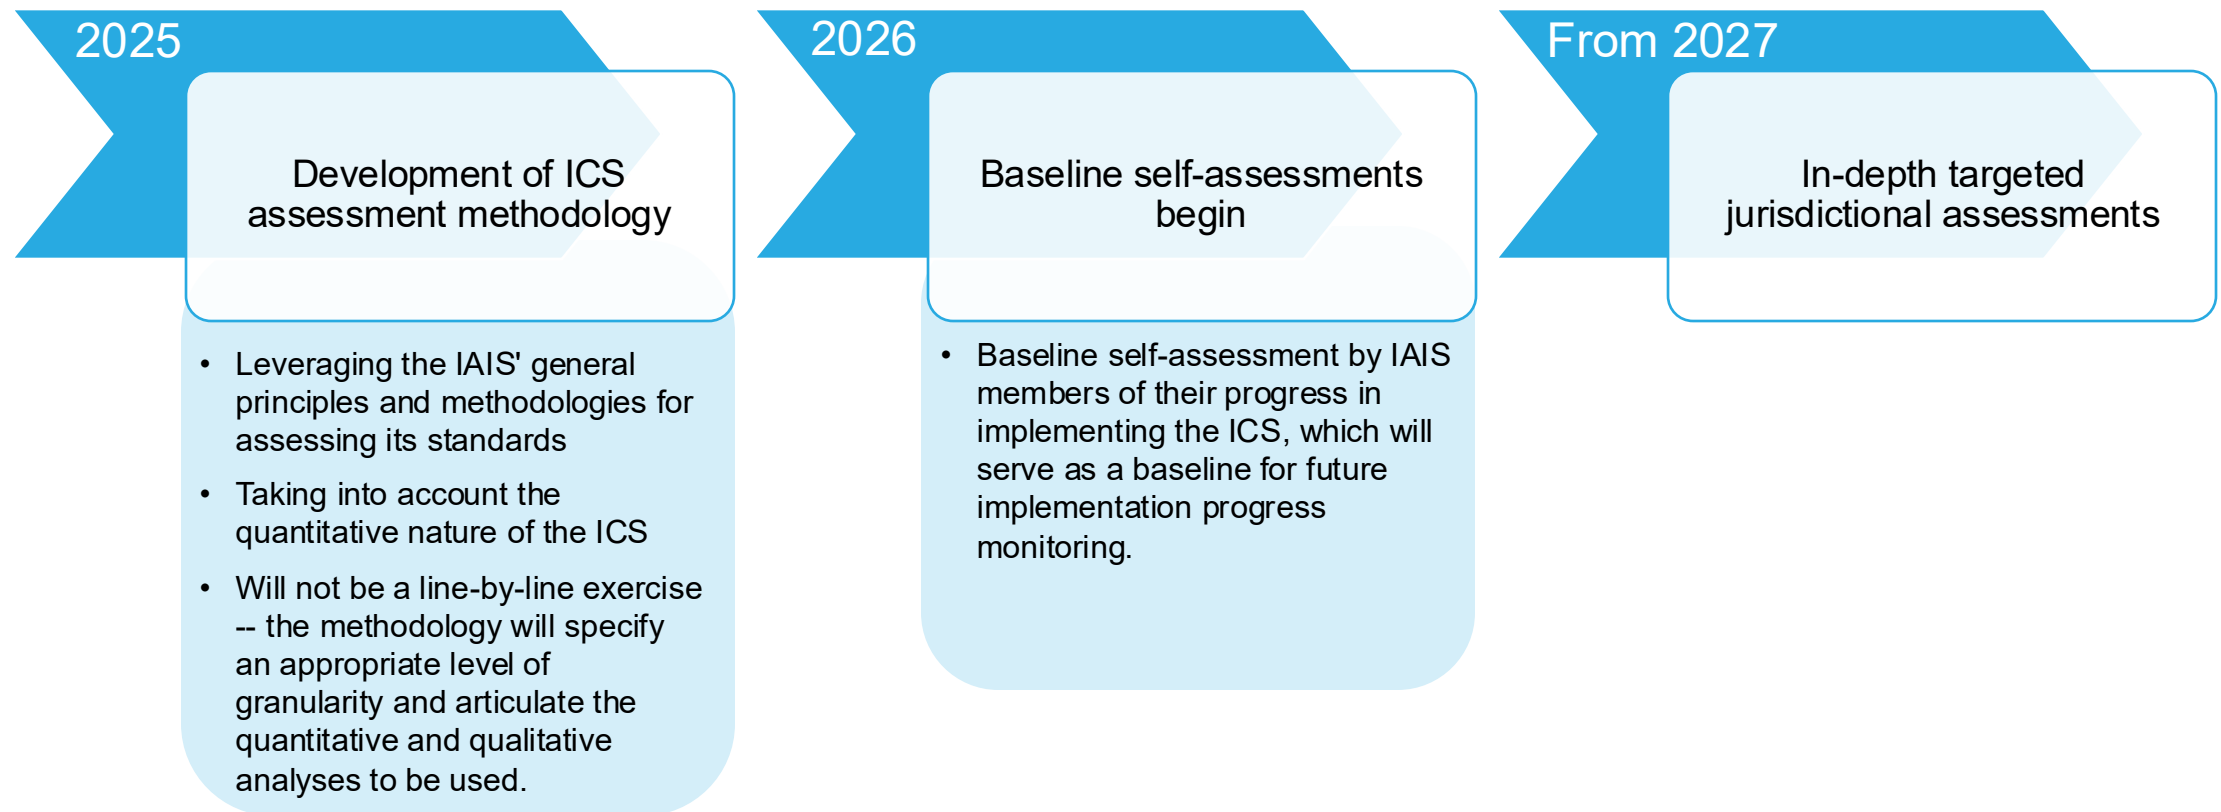 2025
Development of ICS
assessment methodology
• Leveraging the IAIS' general
principles and methodologies for
assessing its standards
• Taking into account the
quantitative nature of the ICS
• Will not be a line-by-line exercise
-- the methodology will specify
an appropriate level of
granularity and articulate the
quantitative and qualitative
analyses to be used.
2026
Baseline self-assessments
begin
• Baseline self-assessment by IAIS
members of their progress in
implementing the ICS, which will
serve as a baseline for future
implementation progress
monitoring.
From 2027
In-depth targeted
jurisdictional assessments